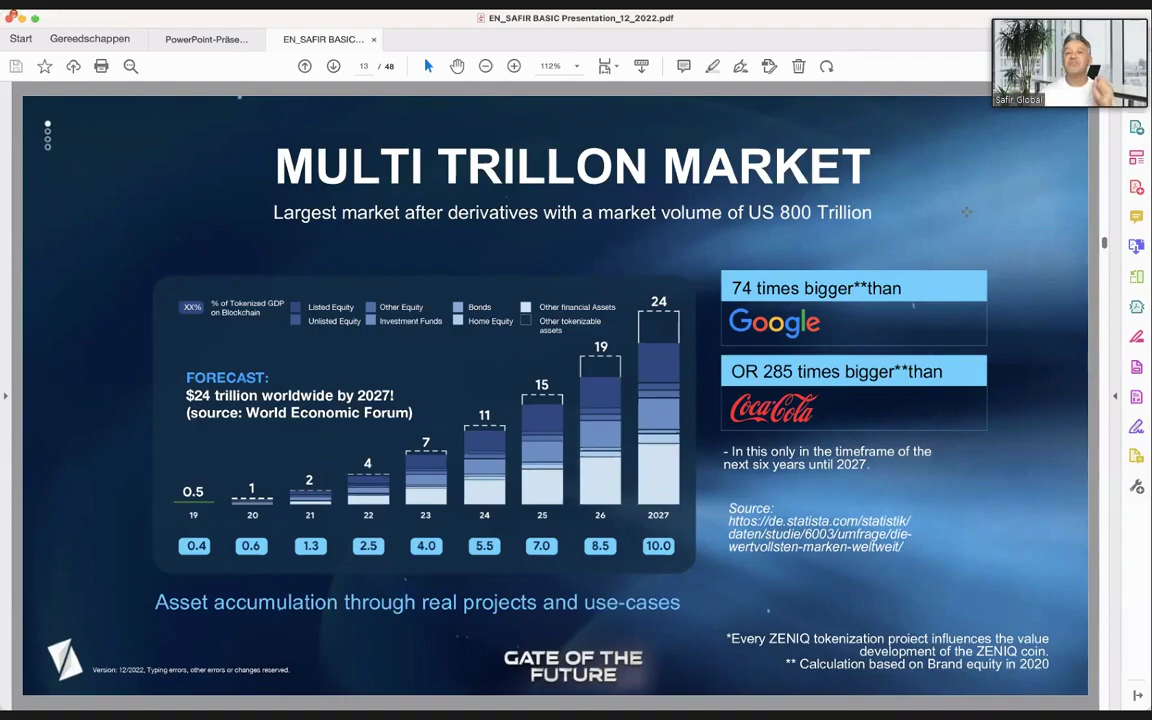 EN_SAFIR BASIC Presentation_12_2022.pdf
Start
Gereedschappen
PowerPoint-Präse...
EN_SAFIR BASIC...
×
13 / 48
112%
Safir Global
MULTI TRILLON MARKET
Largest market after derivatives with a market volume of US 800 Trillion
XX%
% of Tokenized GDP
on Blockchain
Listed Equity
Unlisted Equity
Other Equity
Investment Funds
Bonds
Home Equity
Other financial Assets
Other tokenizable
assets
FORECAST:
$24 trillion worldwide by 2027!
(source: World Economic Forum)
0.5
1
2
4
7
11
15
19
24
19
20
21
22
23
24
25
26
2027
0.4
0.6
1.3
2.5
4.0
5.5
7.0
8.5
10.0
74 times bigger**than
Google
OR 285 times bigger**than
Coca-Cola
- In this only in the timeframe of the
next six years until 2027.
Source:
https://de.statista.com/statistik/
daten/studie/6003/umfrage/die-
wertvollsten-marken-weltweit/
Asset accumulation through real projects and use-cases
*Every ZENIQ tokenization project influences the value
development of the ZENIQ coin.
** Calculation based on Brand equity in 2020
Version: 12/2022, Typing errors, other errors or changes reserved.
GATE OF THE
FUTURE